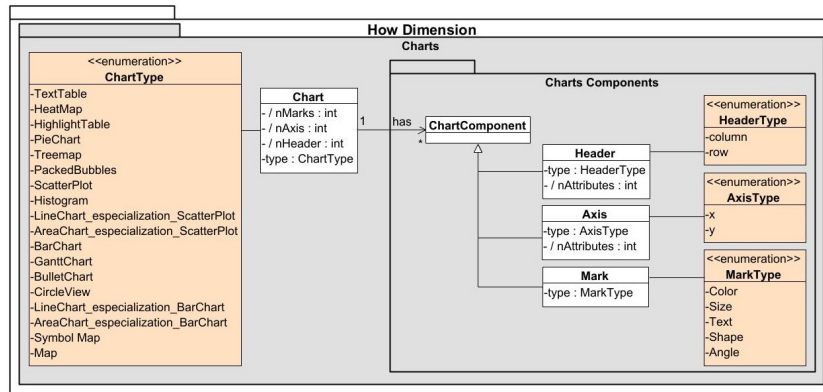 How Dimension
Charts
<<enumeration>>
ChartType
-TextTable
-HeatMap
-HighlightTable
-PieChart
-Treemap
-PackedBubbles
-ScatterPlot
-Histogram
-LineChart_especialization_ScatterPlot
-AreaChart_especialization_ScatterPlot
-BarChart
-GanttChart
-BulletChart
-CircleView
-LineChart_especialization_BarChart
-AreaChart_especialization_BarChart
-Symbol Map
-Map
Chart
- / nMarks : int
- / nAxis : int
- / nHeader : int
-type : ChartType
1
has
*
Charts Components
ChartComponent
Header
-type : HeaderType
- / nAttributes : int
Axis
-type : AxisType
- / nAttributes : int
Mark
-type : MarkType
<<enumeration>>
HeaderType
-column
-row
<<enumeration>>
AxisType
-x
-y
<<enumeration>>
MarkType
-Color
-Size
-Text
-Shape
-Angle